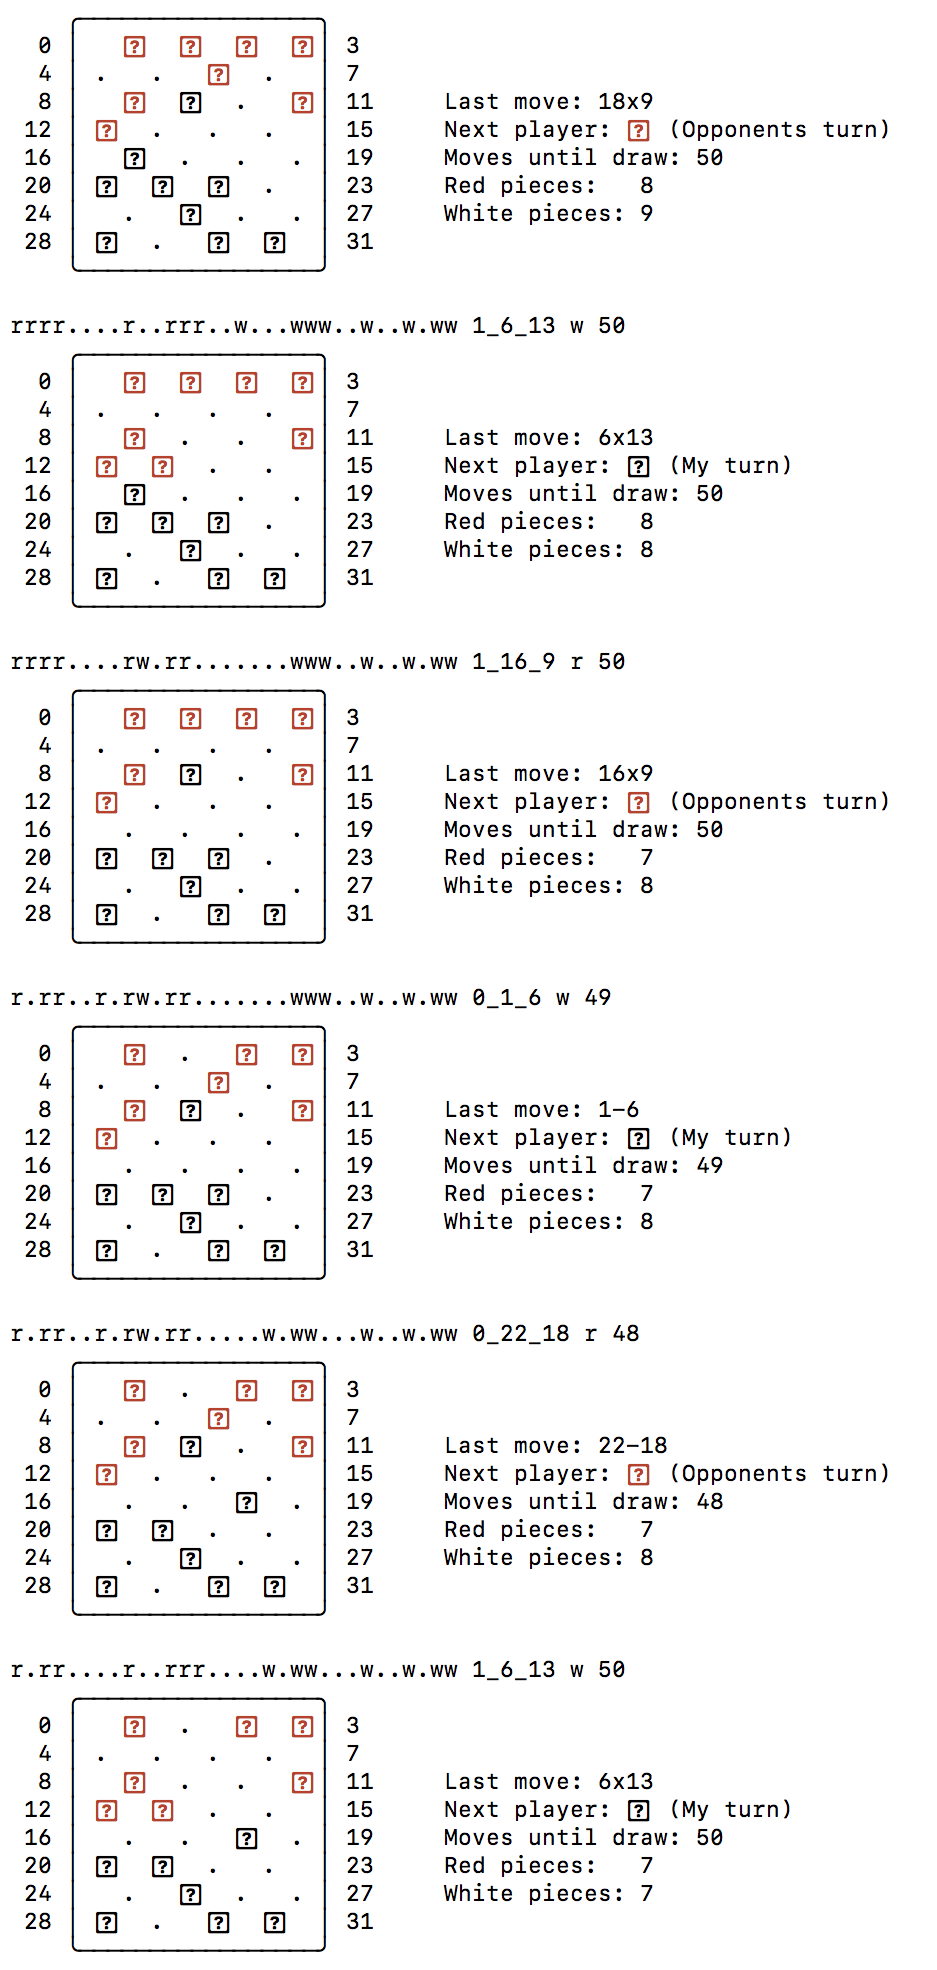 0 ? ? ? ? 3
4 . . ? . 7
8 ? ? . ? 11 Last move: 18x9
12 ? . . . 15 Next player: ? (Opponents turn)
16 ? . . . 19 Moves until draw: 50
20 ? ? ? . 23 Red pieces: 8
24 . ? . . 27 White pieces: 9
28 ? . ? ? 31
rrrr....r..rrr..w...www..w..w.ww 1_6_13 w 50
0 ? ? ? ? 3
4 . . . . 7
8 ? . . ? 11 Last move: 6x13
12 ? ? . . 15 Next player: ? (My turn)
16 ? . . . 19 Moves until draw: 50
20 ? ? ? . 23 Red pieces: 8
24 . ? . . 27 White pieces: 8
28 ? . ? ? 31
rrrr....rw.rr.......www..w..w.ww 1_16_9 r 50
0 ? ? ? ? 3
4 . . . . 7
8 ? ? . ? 11 Last move: 16x9
12 ? . . . 15 Next player: ? (Opponents turn)
16 . . . . 19 Moves until draw: 50
20 ? ? ? . 23 Red pieces: 7
24 . ? . . 27 White pieces: 8
28 ? . ? ? 31
r.rr..r.rw.rr.......www..w..w.ww 0_1_6 w 49
0 ? . ? ? 3
4 . . ? . 7
8 ? ? . ? 11 Last move: 1-6
12 ? . . . 15 Next player: ? (My turn)
16 . . . . 19 Moves until draw: 49
20 ? ? ? . 23 Red pieces: 7
24 . ? . . 27 White pieces: 8
28 ? . ? ? 31
r.rr..r.rw.rr.....w.ww...w..w.ww 0_22_18 r 48
0 ? . ? ? 3
4 . . ? . 7
8 ? ? . ? 11 Last move: 22-18
12 ? . . . 15 Next player: ? (Opponents turn)
16 . . ? . 19 Moves until draw: 48
20 ? ? . . 23 Red pieces: 7
24 . ? . . 27 White pieces: 8
28 ? . ? ? 31
r.rr....r..rrr....w.ww...w..w.ww 1_6_13 w 50
0 ? . ? ? 3
4 . . . . 7
8 ? . . ? 11 Last move: 6x13
12 ? ? . . 15 Next player: ? (My turn)
16 . . ? . 19 Moves until draw: 50
20 ? ? . . 23 Red pieces: 7
24 . ? . . 27 White pieces: 7
28 ? . ? ? 31